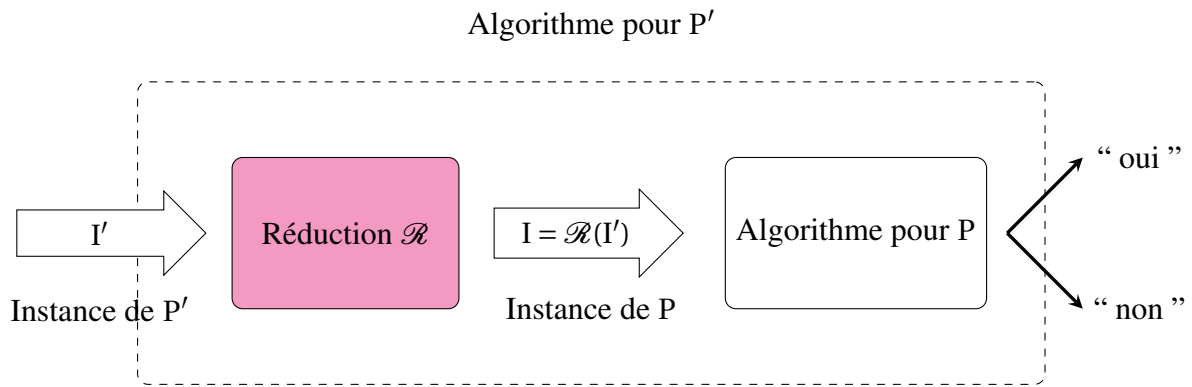 Algorithme pour P′
I′
Réduction ℛ
I = ℛ(I′)
Algorithme pour P
“ oui ”
“ non ”
Instance de P′
Instance de P